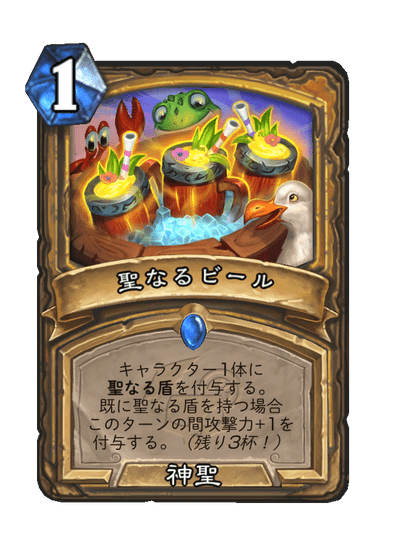 1
聖なるビール
キャラクター1体に
聖なる盾を付与する。
既に聖なる盾を持つ場合
このターンの間攻撃力+1を
付与する。（残り3杯！）
神聖